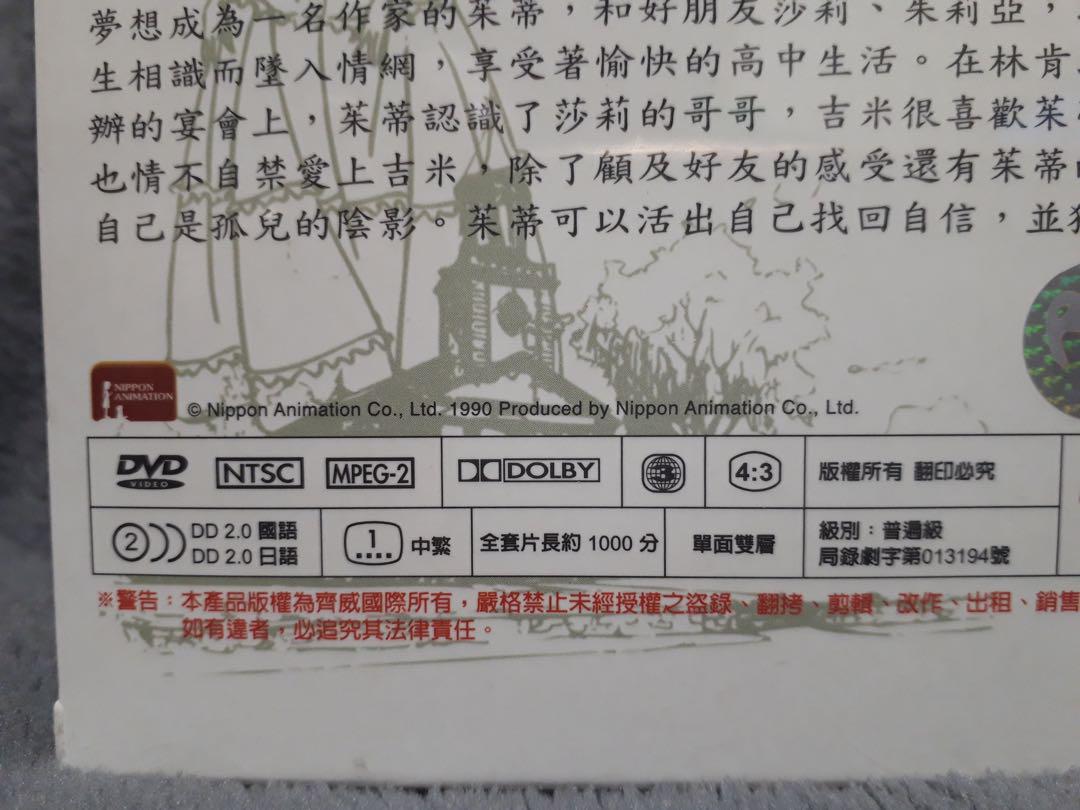 夢想成為一名作家的茱蒂，和好朋友莎莉、朱莉亞，
生相識而墜入情網，享受著愉快的高中生活。在林肯
辦的宴會上，茱蒂認識了莎莉的哥哥，吉米很喜歡茱
也情不自禁愛上吉米，除了顧及好友的感受還有茱蒂
自己是孤兒的陰影。茱蒂可以活出自己找回自信，並
NIPPON
ANIMATION
© Nippon Animation Co., Ltd. 1990 Produced by Nippon Animation Co., Ltd.
DVD VIDEO NTSC MPEG-2 DOLBY 3 4:3 版權所有 翻印必究
2 DD 2.0 國語
DD 2.0 日語
1 中繁 全套片長約 1000 分 單面雙層
級別：普遍級
局錄劇字第013194號
※警告：本產品版權為齊威國際所有，嚴格禁止未經授權之盜錄、翻拷、剪輯、改作、出租、銷售
如有違者，必追究其法律責任。